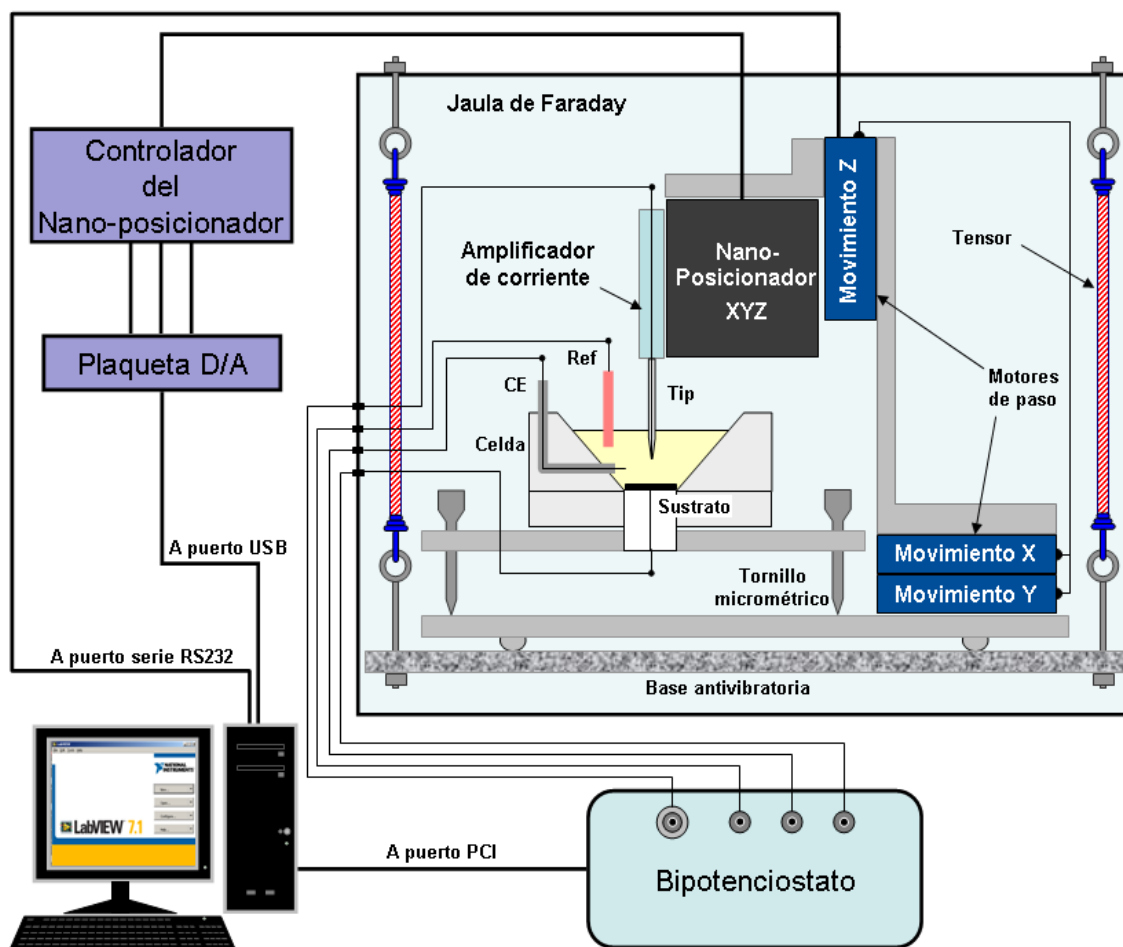 Jaula de Faraday
Controlador
del
Nano-posicionador
Plaqueta D/A
Amplificador
de corriente
Nano-
Posicionador
XYZ
Movimiento Z
Tensor
Ref
CE
Tip
Motores
de paso
Celda
Sustrato
A puerto USB
Movimiento X
Movimiento Y
Tornillo
micrométrico
A puerto serie RS232
Base antivibratoria
NATIONAL
INSTRUMENTS
LabVIEW 7.1
A puerto PCI
Bipotenciostato